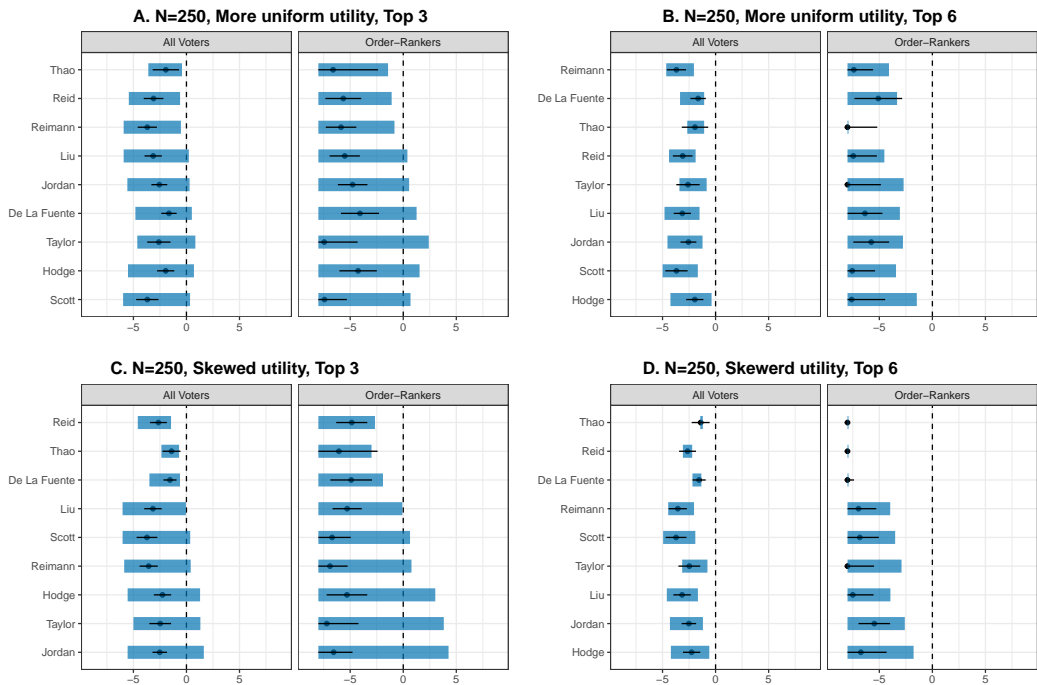 A. N=250, More uniform utility, Top 3
All Voters
Order−Rankers
Thao
Reid
Reimann
Liu
Jordan
De La Fuente
Taylor
Hodge
Scott
−5 0 5 −5 0 5
B. N=250, More uniform utility, Top 6
All Voters
Order−Rankers
Reimann
De La Fuente
Thao
Reid
Taylor
Liu
Jordan
Scott
Hodge
−5 0 5 −5 0 5
C. N=250, Skewed utility, Top 3
All Voters
Order−Rankers
Reid
Thao
De La Fuente
Liu
Scott
Reimann
Hodge
Taylor
Jordan
−5 0 5 −5 0 5
D. N=250, Skewerd utility, Top 6
All Voters
Order−Rankers
Thao
Reid
De La Fuente
Reimann
Scott
Taylor
Liu
Jordan
Hodge
−5 0 5 −5 0 5